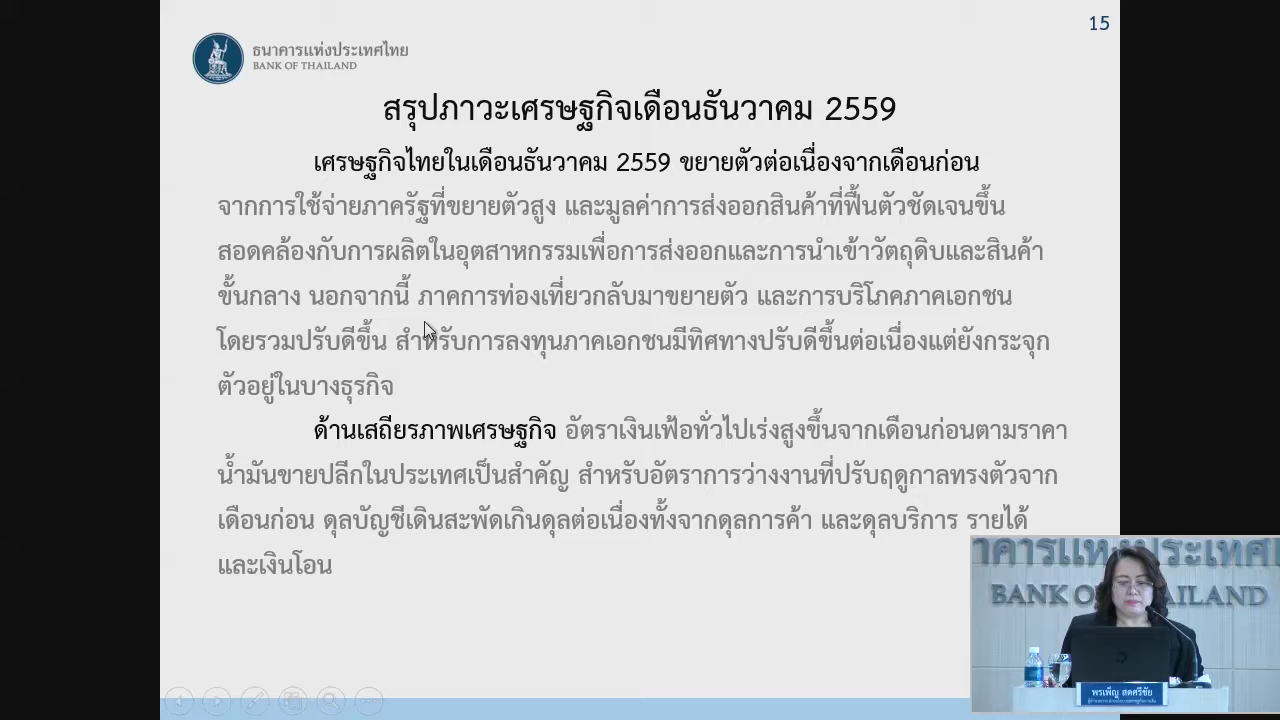 15
ธนาคารแห่งประเทศไทย
BANK OF THAILAND
สรุปภาวะเศรษฐกิจเดือนธันวาคม 2559
เศรษฐกิจไทยในเดือนธันวาคม 2559 ขยายตัวต่อเนื่องจากเดือนก่อน
จากการใช้จ่ายภาครัฐที่ขยายตัวสูง และมูลค่าการส่งออกสินค้าที่ฟื้นตัวชัดเจนขึ้น
สอดคล้องกับการผลิตในอุตสาหกรรมเพื่อการส่งออกและการนำเข้าวัตถุดิบและสินค้า
ขั้นกลาง นอกจากนี้ ภาคการท่องเที่ยวกลับมาขยายตัว และการบริโภคภาคเอกชน
โดยรวมปรับดีขึ้น สำหรับการลงทุนภาคเอกชนมีทิศทางปรับดีขึ้นต่อเนื่องแต่ยังกระจุก
ตัวอยู่ในบางธุรกิจ
ด้านเสถียรภาพเศรษฐกิจ อัตราเงินเฟ้อทั่วไปเร่งสูงขึ้นจากเดือนก่อนตามราคา
น้ำมันขายปลีกในประเทศเป็นสำคัญ สำหรับอัตราการว่างงานที่ปรับฤดูกาลทรงตัวจาก
เดือนก่อน ดุลบัญชีเดินสะพัดเกินดุลต่อเนื่องทั้งจากดุลการค้า และดุลบริการ รายได้
และเงินโอน
าคารแห่งประเทศไ
BANK O AILAND
พรเพ็ญ สดศรีชัย